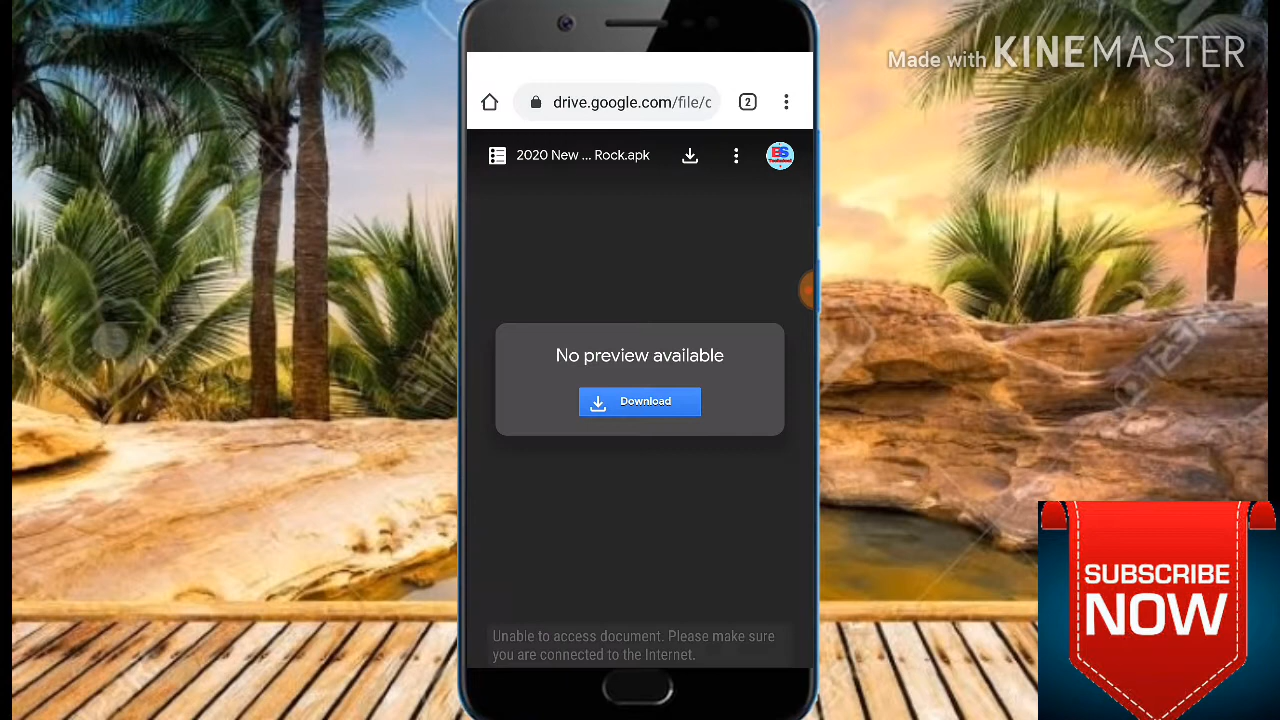 Made with KINEMASTER
drive.google.com/file/c
2
2020 New ... Rock.apk
ES
No preview available
Download
Unable to access document. Please make sure
you are connected to the Internet.
SUBSCRIBE
NOW